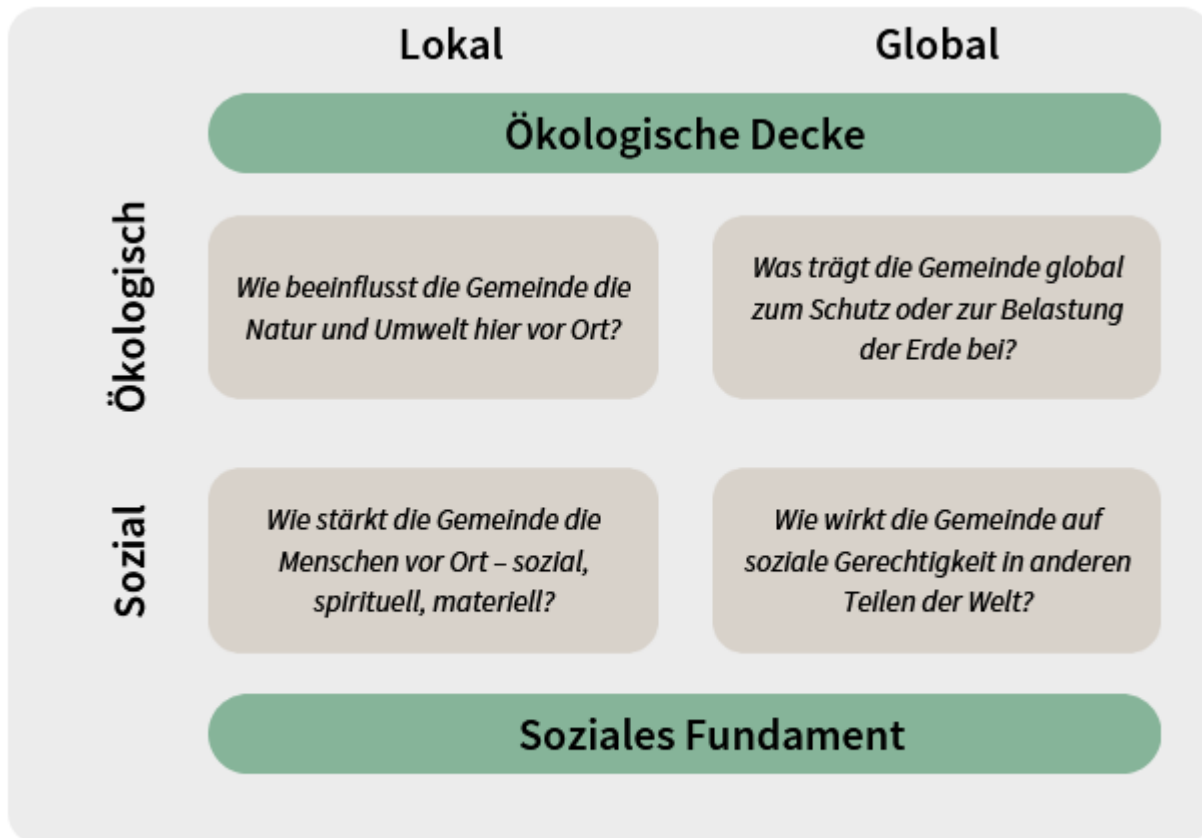 Lokal
Global
Ökologische Decke
Ökologisch
Wie beeinflusst die Gemeinde die
Natur und Umwelt hier vor Ort?
Was trägt die Gemeinde global
zum Schutz oder zur Belastung
der Erde bei?
Sozial
Wie stärkt die Gemeinde die
Menschen vor Ort – sozial,
spirituell, materiell?
Wie wirkt die Gemeinde auf
soziale Gerechtigkeit in anderen
Teilen der Welt?
Soziales Fundament